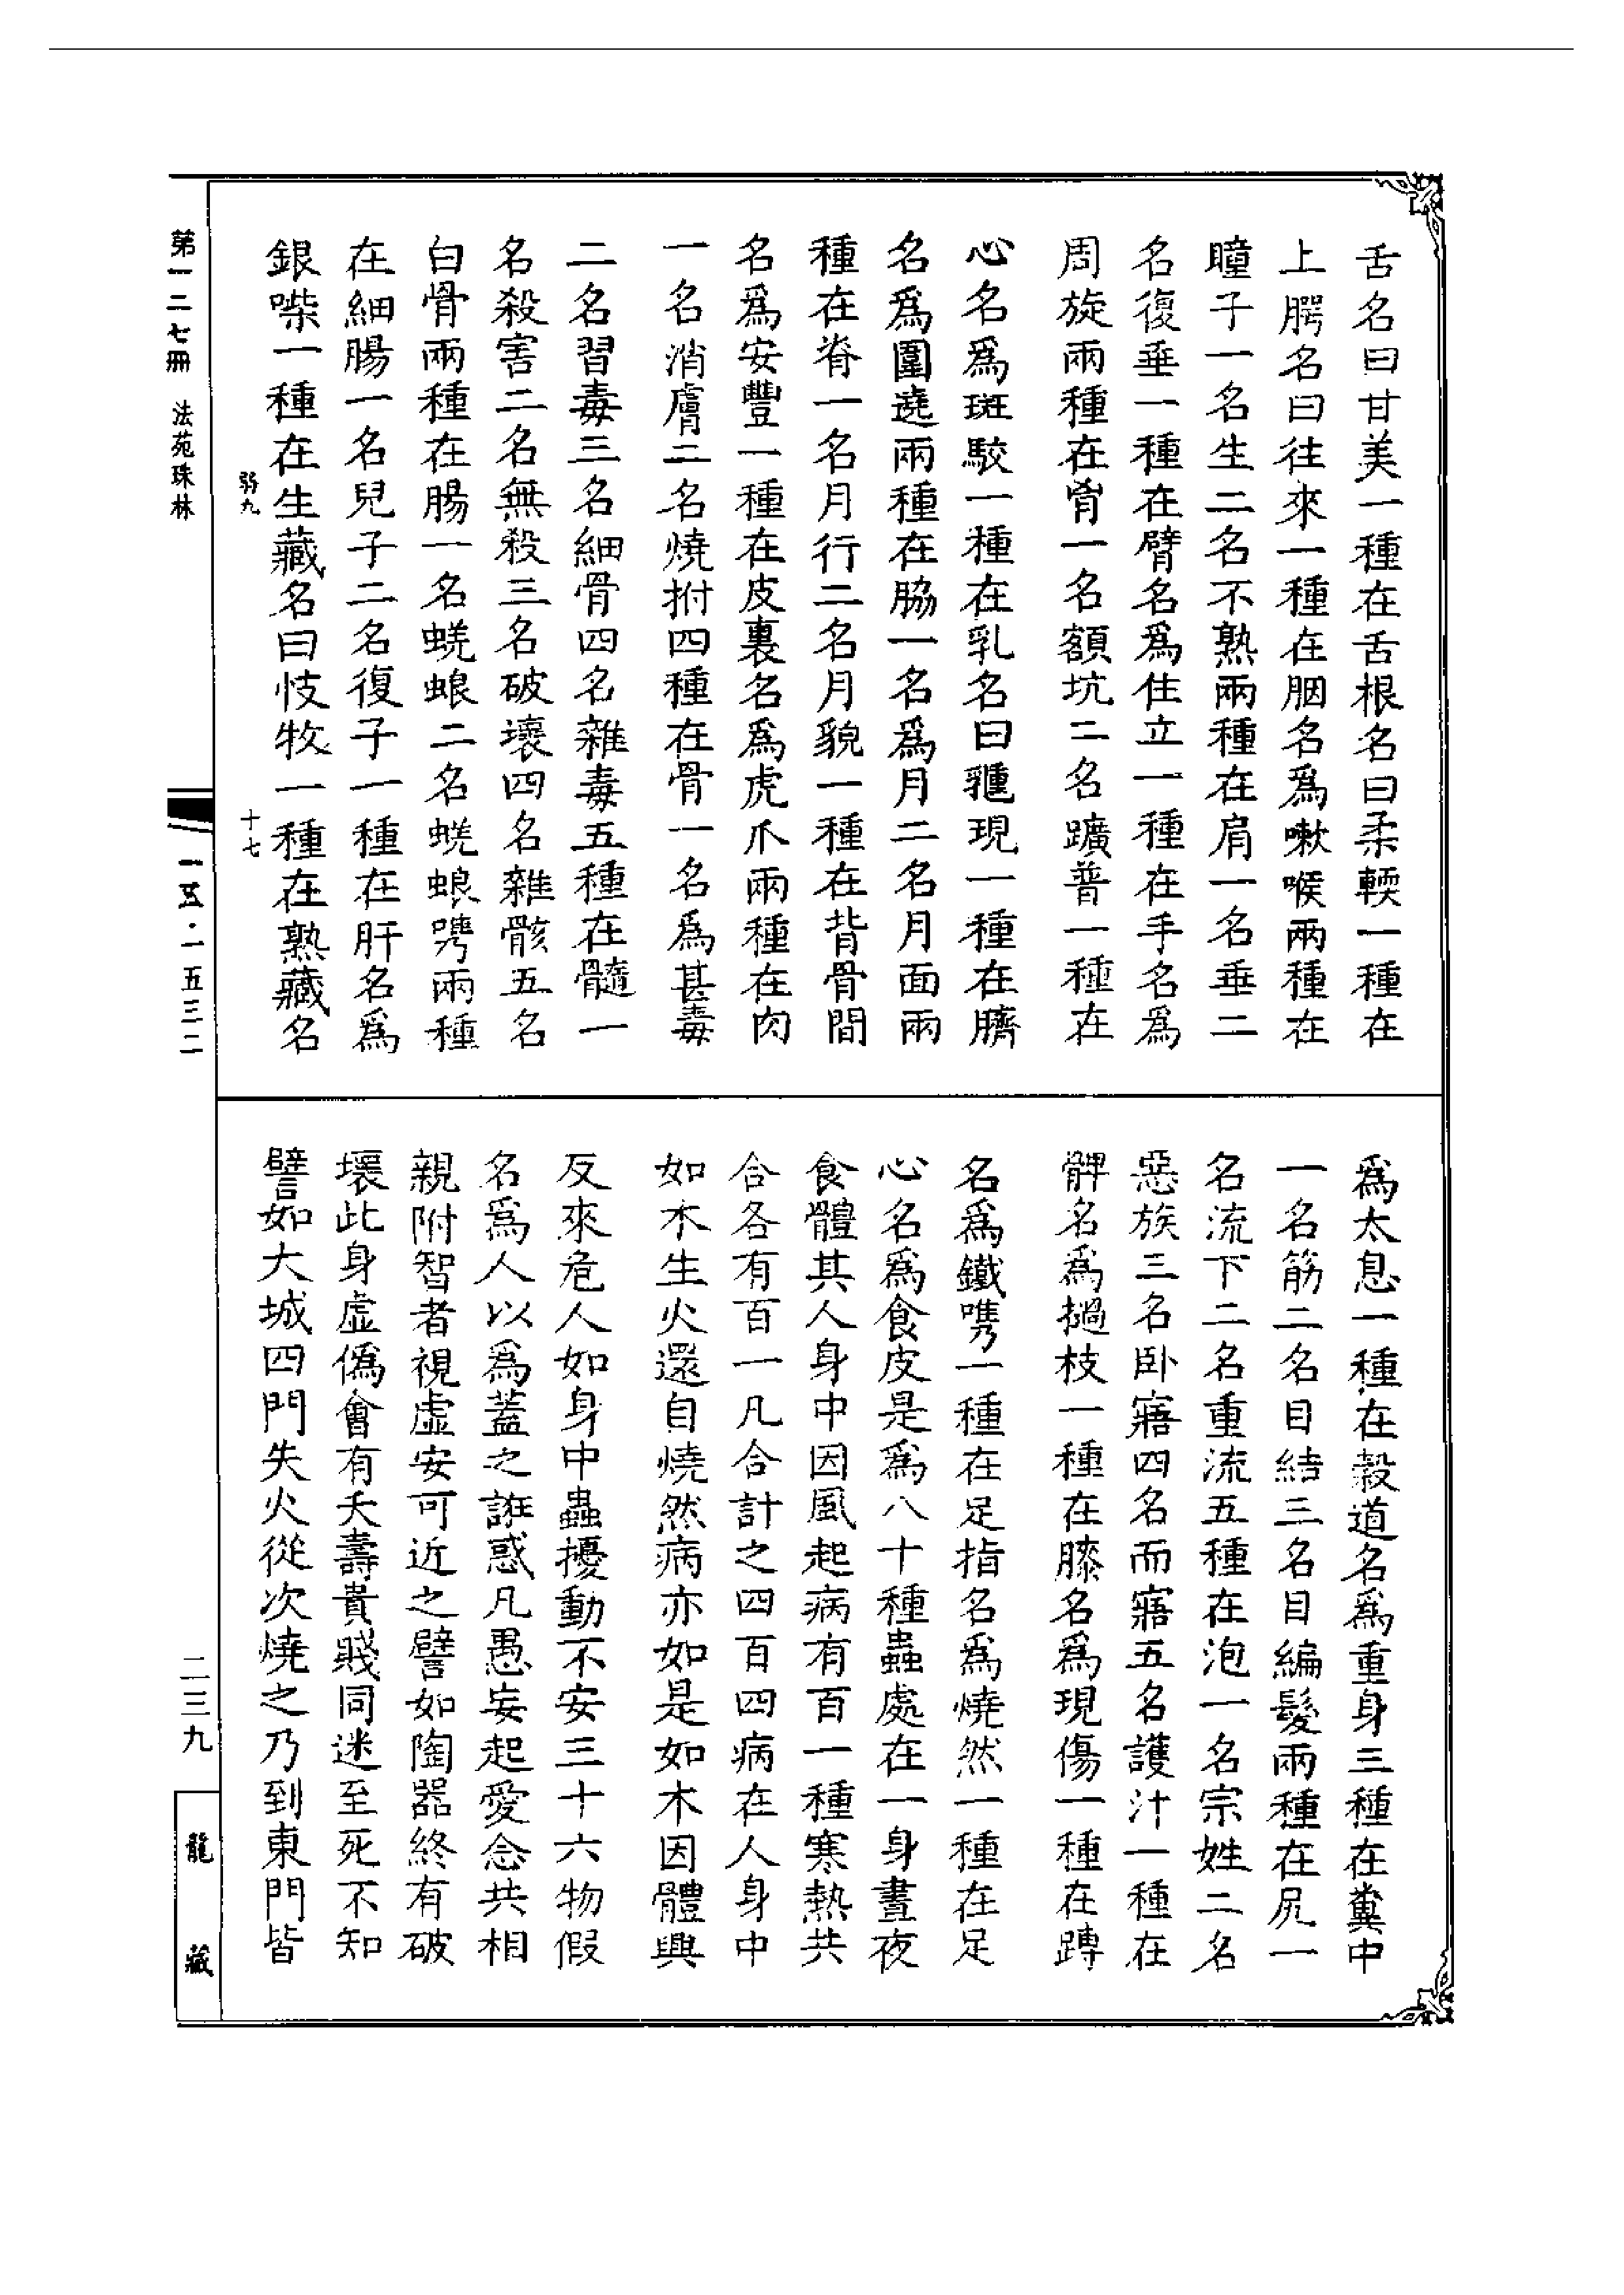 舌名曰甘美一種在舌根名曰柔輭一種在
上腭名曰往來一種在胭名爲嗽喉兩種在
瞳子一名生二名不熟兩種在肩一名垂二
名復垂一種在臂名爲住立一種在手名爲
周旋兩種在胷一名額坑二名躑普一種在
心名爲斑駮一種在乳名曰現一種在臍
名爲圍遶兩種在脇一名爲月二名月面兩
種在脊一名月行二名月貌一種在背骨間
名爲安豐一種在皮裏名爲虎爪兩種在肉
一名消膚二名燒拊四種在骨一名爲甚毒
二名習毒三名細骨四名雜毒五種在髓一
名殺害二名無殺三名破壞四名雜骸五名
白骨兩種在腸一名蜣蜋二名蜣蜋兩種
在細腸一名兒子二名復子一種在肝名爲
銀喍一種在生藏名曰忮牧一種在熟藏名
爲太息一種在穀道名爲重身三種在糞中
一名筋二名目結三名目編髮兩種在尻一
名流下二名重流五種在泡一名宗姓二名
惡族三名卧寤四名而寤五名護汁一種在
髀名爲撾枝一種在膝名爲現傷一種在
名爲鐵一種在足指名爲燒然一種在足
心名爲食皮是爲八十種蟲處在一身晝夜
食體其人身中因風起病有百一種寒熱共
合各有百一凡合計之四百四病在人身中
如木生火還自燒然病亦如是如木因體興
反來危人如身中蟲擾動不安三十六物假
名爲人以爲蓋之誑惑凡愚妄起愛念共相
親附智者視虛安可近之譬如陶器終有破
壞此身虛僞會有夭壽貴賤同迷至死不知
譬如大城四門失火從次燒之乃到東門皆
第一二七冊 法苑珠林
弱九 十七
一五·一五三二
二三九
龍藏